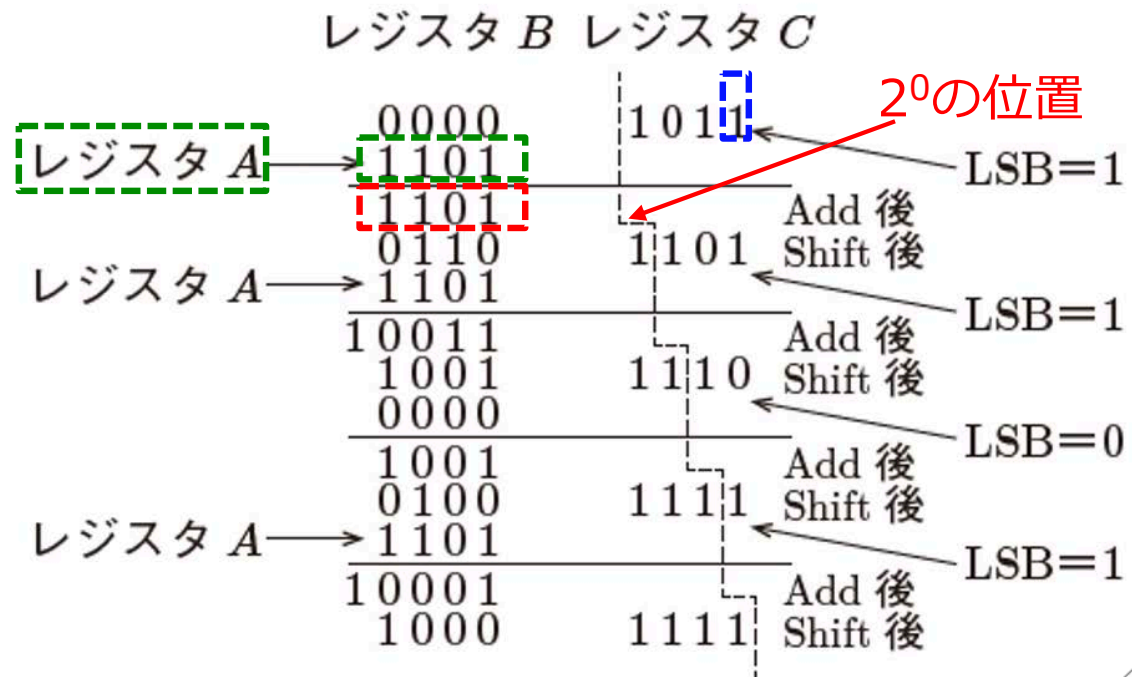 レジスタ B レジスタ C
2⁰の位置
0000 1011
レジスタ A 1101 LSB=1
1101 Add 後
0110 1101 Shift 後
レジスタ A 1101 LSB=1
10011 Add 後
1001 1110 Shift 後
0000 LSB=0
1001 Add 後
0100 1111 Shift 後
レジスタ A 1101 LSB=1
10001 Add 後
1000 1111 Shift 後